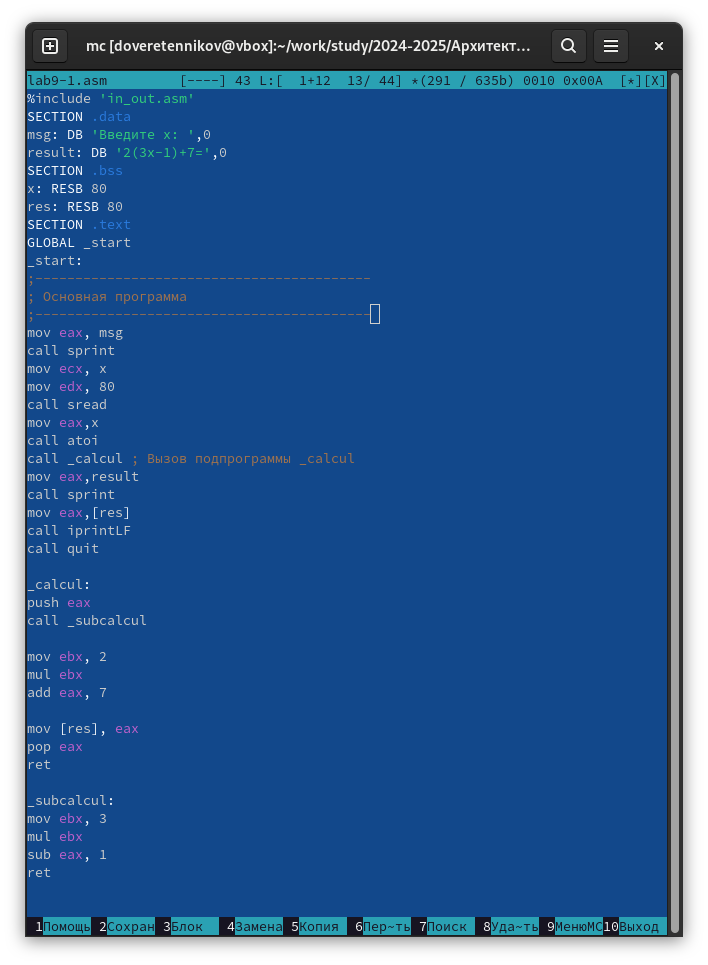 mc [doveretennikov@vbox]:~/work/study/2024-2025/Архитект...
lab9-1.asm [----] 43 L:[ 1+12 13/ 44] *(291 / 635b) 0010 0x00A [*][X]
%include 'in_out.asm'
SECTION .data
msg: DB 'Введите x: ',0
result: DB '2(3x-1)+7=',0
SECTION .bss
x: RESB 80
res: RESB 80
SECTION .text
GLOBAL _start
_start:
;------------------------------------------
; Основная программа
;------------------------------------------
mov eax, msg
call sprint
mov ecx, x
mov edx, 80
call sread
mov eax,x
call atoi
call _calcul ; Вызов подпрограммы _calcul
mov eax,result
call sprint
mov eax,[res]
call iprintLF
call quit
_calcul:
push eax
call _subcalcul
mov ebx, 2
mul ebx
add eax, 7
mov [res], eax
pop eax
ret
_subcalcul:
mov ebx, 3
mul ebx
sub eax, 1
ret
1Помощь 2Сохран 3Блок 4Замена 5Копия 6Пер~ть 7Поиск 8Уда~ть 9МенюМС 10Выход